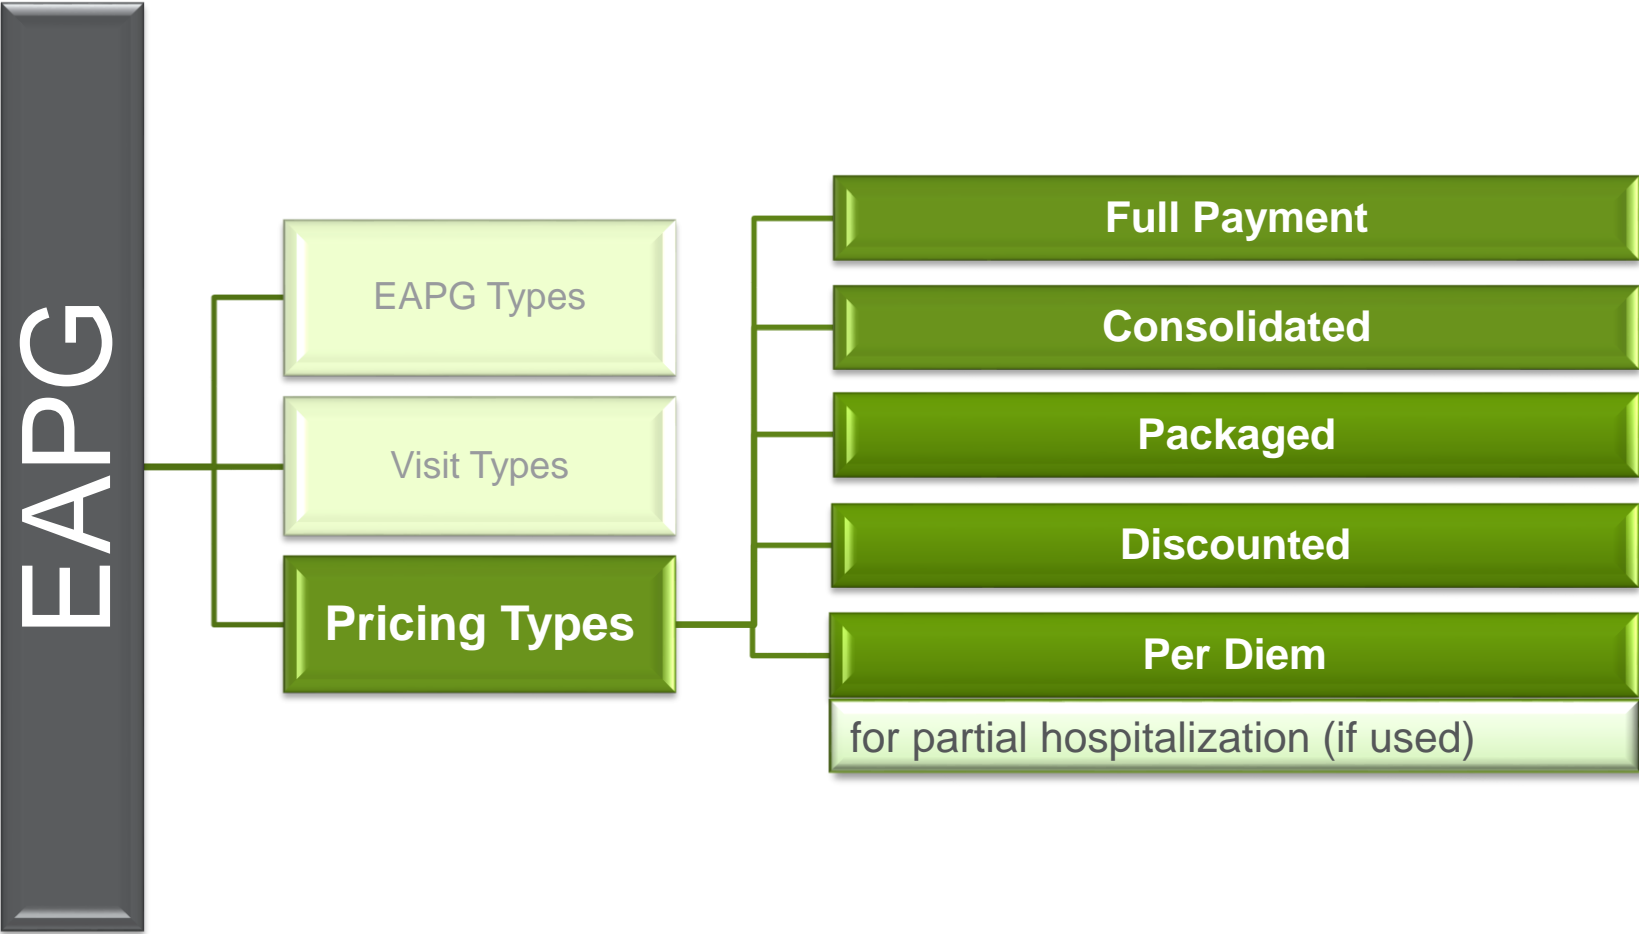 EAPG
EAPG Types
Visit Types
Pricing Types
Full Payment
Consolidated
Packaged
Discounted
Per Diem
for partial hospitalization (if used)